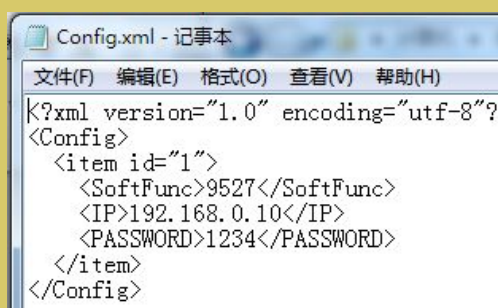 Config.xml - 记事本
文件(F) 编辑(E) 格式(O) 查看(V) 帮助(H)
<?xml version="1.0" encoding="utf-8"?
<Config>
  <item id="1">
    <SoftFunc>9527</SoftFunc>
    <IP>192.168.0.10</IP>
    <PASSWORD>1234</PASSWORD>
  </item>
</Config>